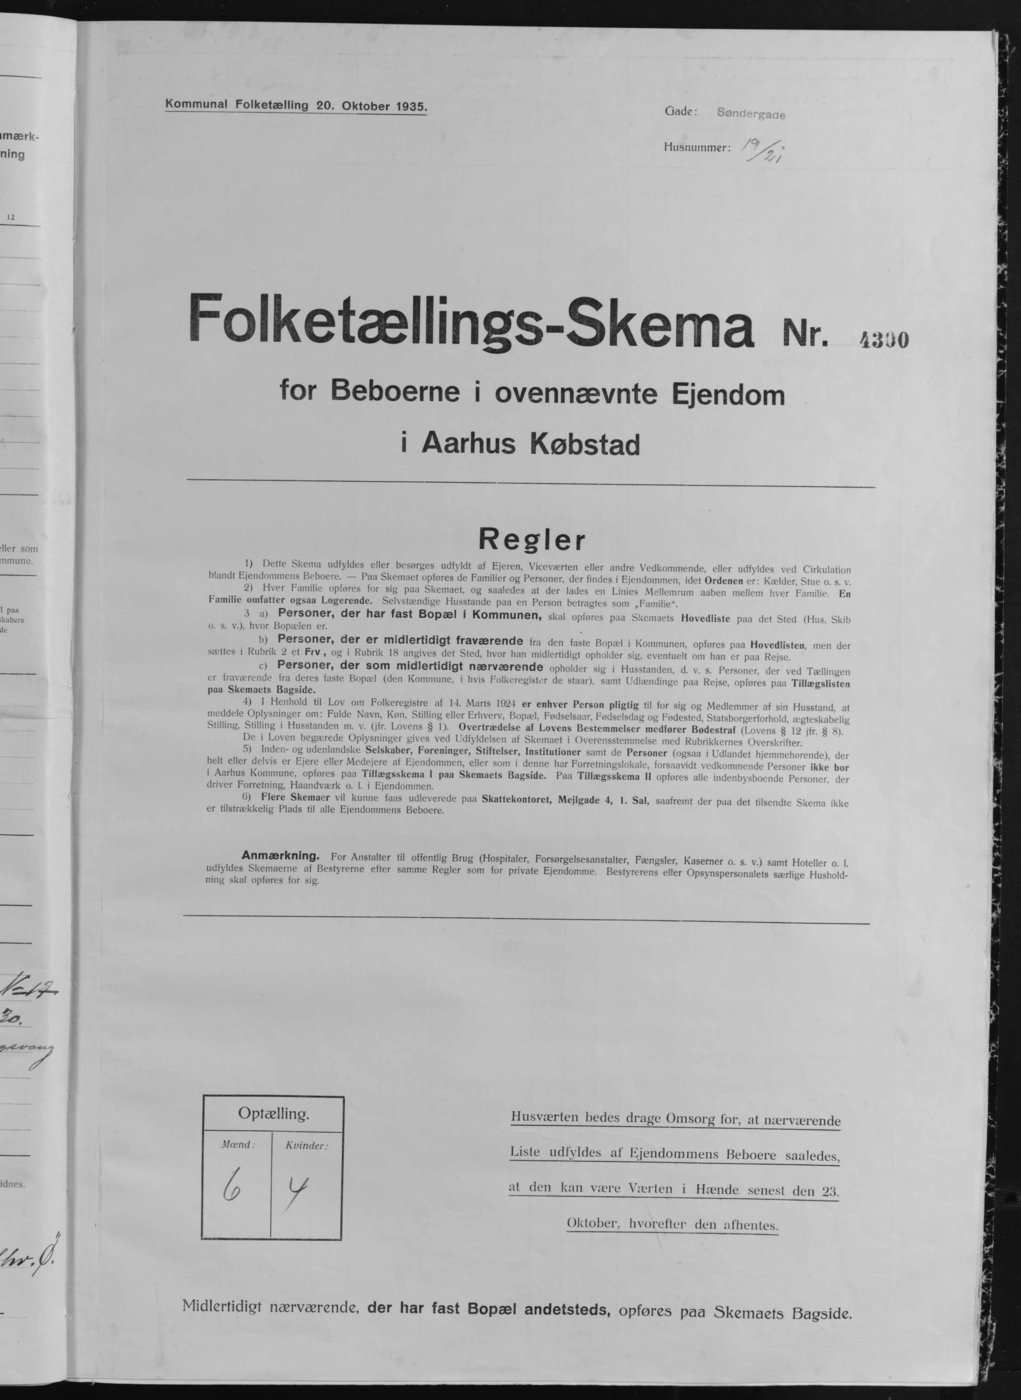 Kommunal Folketælling 20. Oktober 1935.
Gade: Søndergade
Husnummer: 19/21
Folketællings-Skema Nr. 4390
for Beboerne i ovennævnte Ejendom
i Aarhus Købstad
Regler
1) Dette Skema udfyldes eller besørges udfyldt af Ejeren, Viceværten eller andre Vedkommende, eller udfyldes ved Cirkulation
blandt Ejendommens Beboere. — Paa Skemaet opføres de Familier og Personer, der findes i Ejendommen, idet Ordenen er: Kælder, Stue o. s. v.
2) Hver Familie opføres for sig paa Skemaet, og saaledes at der lades en Linies Mellemrum aaben mellem hver Familie. En
Familie omfatter ogsaa Logerende. Selvstændige Husstande paa en Person betragtes som „Familie“.
3 a) Personer, der har fast Bopæl i Kommunen, skal opføres paa Skemaets Hovedliste paa det Sted (Hus, Skib
o. s. v.), hvor Bopælen er.
b) Personer, der er midlertidigt fraværende fra den faste Bopæl i Kommunen, opføres paa Hovedlisten, men der
sættes i Rubrik 2 et Frv, og i Rubrik 18 angives det Sted, hvor han midlertidigt opholder sig, eventuelt om han er paa Rejse.
c) Personer, der som midlertidigt nærværende opholder sig i Husstanden, d. v. s. Personer, der ved Tællingen
er fraværende fra deres faste Bopæl (den Kommune, i hvis Folkeregister de staar), samt Udlændinge paa Rejse, opføres paa Tillægslisten
paa Skemaets Bagside.
4) I Henhold til Lov om Folkeregistre af 14. Marts 1924 er enhver Person pligtig til for sig og Medlemmer af sin Husstand, at
meddele Oplysninger om: Fulde Navn, Køn, Stilling eller Erhverv, Bopæl, Fødselsaar, Fødselsdag og Fødested, Statsborgerforhold, ægteskabelig
Stilling, Stilling i Husstanden m. v. (jfr. Lovens § 1). Overtrædelse af Lovens Bestemmelser medfører Bødestraf (Lovens § 12 jfr. § 8).
De i Loven begærede Oplysninger gives ved Udfyldelsen af Skemaet i Overensstemmelse med Rubrikkernes Overskrifter.
5) Inden- og udenlandske Selskaber, Foreninger, Stiftelser, Institutioner samt de Personer (ogsaa i Udlandet hjemmehørende), der
helt eller delvis er Ejere eller Medejere af Ejendommen, eller som i denne har Forretningslokale, forsaavidt vedkommende Personer ikke bor
i Aarhus Kommune, opføres paa Tillægsskema I paa Skemaets Bagside. Paa Tillægsskema II opføres alle indenbysboende Personer, der
driver Forretning, Haandværk o. l. i Ejendommen.
6) Flere Skemaer vil kunne faas udleverede paa Skattekontoret, Mejlgade 4, 1. Sal, saafremt der paa det tilsendte Skema ikke
er tilstrækkelig Plads til alle Ejendommens Beboere.
Anmærkning. For Anstalter til offentlig Brug (Hospitaler, Forsørgelsesanstalter, Fængsler, Kaserner o. s. v.) samt Hoteller o. l.
udfyldes Skemaerne af Bestyrerne efter samme Regler som for private Ejendomme. Bestyrerens eller Opsynspersonalets særlige Hushold-
ning skal opføres for sig.
Optælling.
Mænd: Kvinder:
6 4
Husværten bedes drage Omsorg for, at nærværende
Liste udfyldes af Ejendommens Beboere saaledes,
at den kan være Værten i Hænde senest den 23.
Oktober, hvorefter den afhentes.
Midlertidigt nærværende, der har fast Bopæl andetsteds, opføres paa Skemaets Bagside.